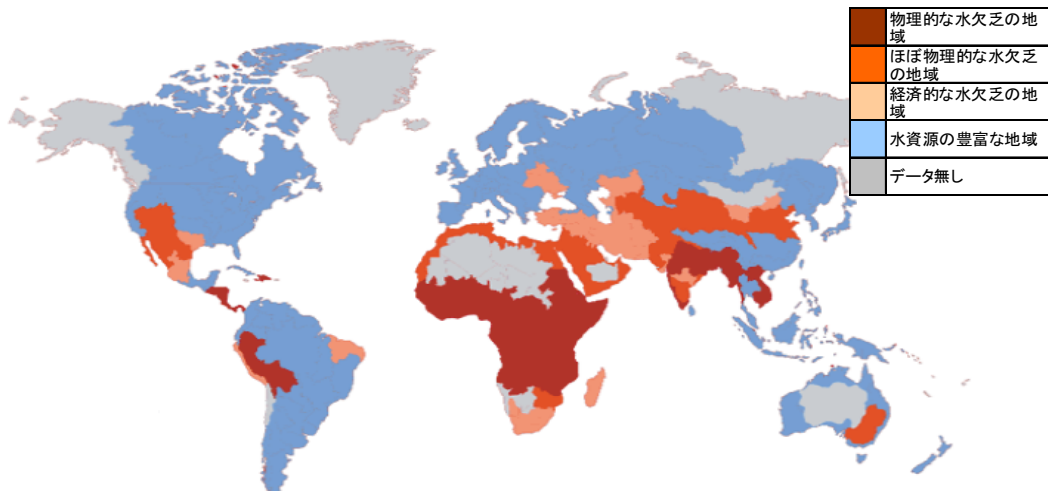 物理的な水欠乏の地
域
ほぼ物理的な水欠乏
の地域
経済的な水欠乏の地
域
水資源の豊富な地域
データ無し